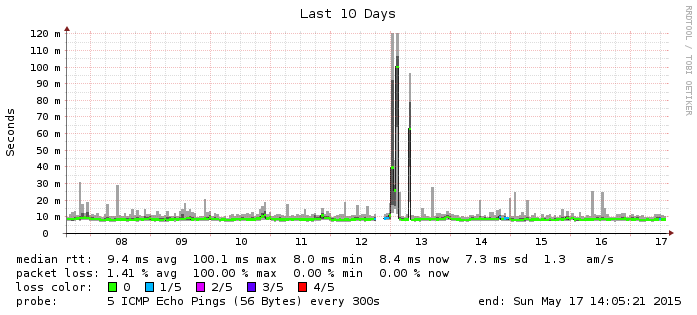 Last 10 Days
RRDTOOL / TOBI OETIKER
Seconds
120 m
110 m
100 m
90 m
80 m
70 m
60 m
50 m
40 m
30 m
20 m
10 m
0
08 09 10 11 12 13 14 15 16 17
median rtt: 9.4 ms avg 100.1 ms max 8.0 ms min 8.4 ms now 7.3 ms sd 1.3 am/s
packet loss: 1.41 % avg 100.00 % max 0.00 % min 0.00 % now
loss color: 0 1/5 2/5 3/5 4/5
probe: 5 ICMP Echo Pings (56 Bytes) every 300s end: Sun May 17 14:05:21 2015